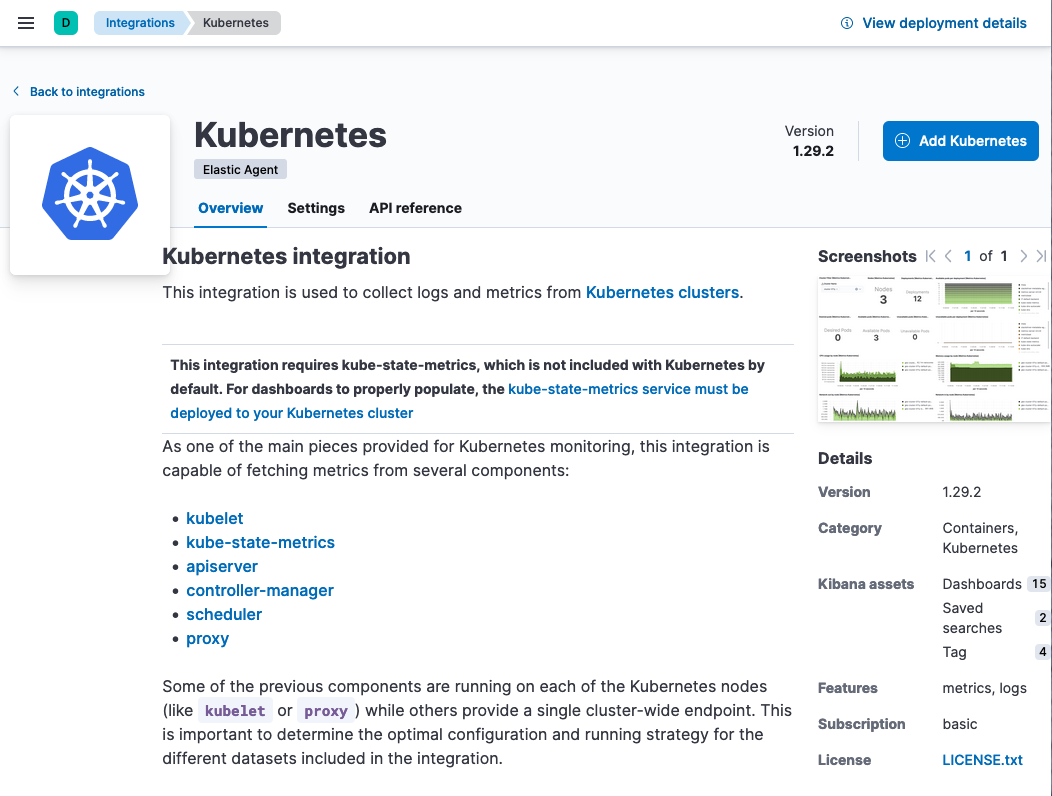 D
Integrations
Kubernetes
View deployment details
Back to integrations
Kubernetes
Elastic Agent
Version
1.29.2
Add Kubernetes
Overview
Settings
API reference
Kubernetes integration
This integration is used to collect logs and metrics from Kubernetes clusters.
This integration requires kube-state-metrics, which is not included with Kubernetes by
default. For dashboards to properly populate, the kube-state-metrics service must be
deployed to your Kubernetes cluster
As one of the main pieces provided for Kubernetes monitoring, this integration is
capable of fetching metrics from several components:
• kubelet
• kube-state-metrics
• apiserver
• controller-manager
• scheduler
• proxy
Some of the previous components are running on each of the Kubernetes nodes
(like kubelet or proxy ) while others provide a single cluster-wide endpoint. This
is important to determine the optimal configuration and running strategy for the
different datasets included in the integration.
Screenshots
1 of 1
Nodes
3
Deployments
12
Desired Pods
0
Available Pods
3
Unavailable Pods
0
Details
Version 1.29.2
Category Containers,
Kubernetes
Kibana assets Dashboards 15
Saved
searches 2
Tag 4
Features metrics, logs
Subscription basic
License LICENSE.txt